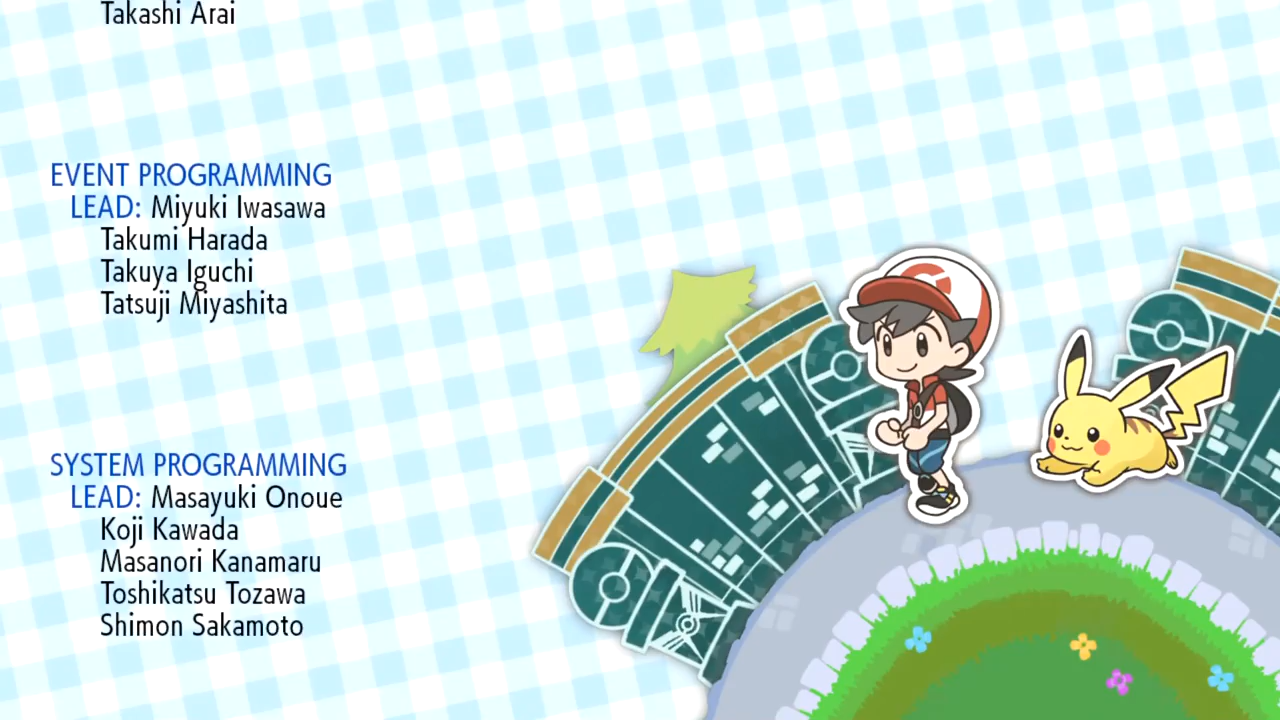 Takashi Arai
EVENT PROGRAMMING
LEAD: Miyuki Iwasawa
Takumi Harada
Takuya Iguchi
Tatsuji Miyashita
SYSTEM PROGRAMMING
LEAD: Masayuki Onoue
Koji Kawada
Masanori Kanamaru
Toshikatsu Tozawa
Shimon Sakamoto